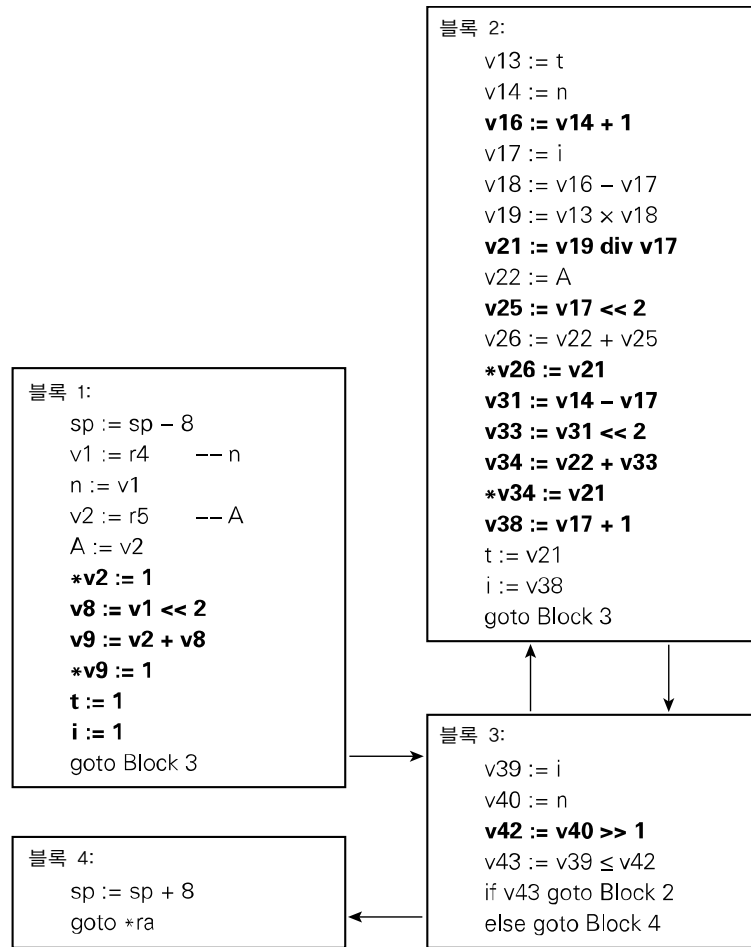 블록 1:
sp := sp – 8
v1 := r4 –– n
n := v1
v2 := r5 –– A
A := v2
*v2 := 1
v8 := v1 << 2
v9 := v2 + v8
*v9 := 1
t := 1
i := 1
goto Block 3
블록 2:
v13 := t
v14 := n
v16 := v14 + 1
v17 := i
v18 := v16 – v17
v19 := v13 × v18
v21 := v19 div v17
v22 := A
v25 := v17 << 2
v26 := v22 + v25
*v26 := v21
v31 := v14 – v17
v33 := v31 << 2
v34 := v22 + v33
*v34 := v21
v38 := v17 + 1
t := v21
i := v38
goto Block 3
블록 3:
v39 := i
v40 := n
v42 := v40 >> 1
v43 := v39 ≤ v42
if v43 goto Block 2
else goto Block 4
블록 4:
sp := sp + 8
goto *ra